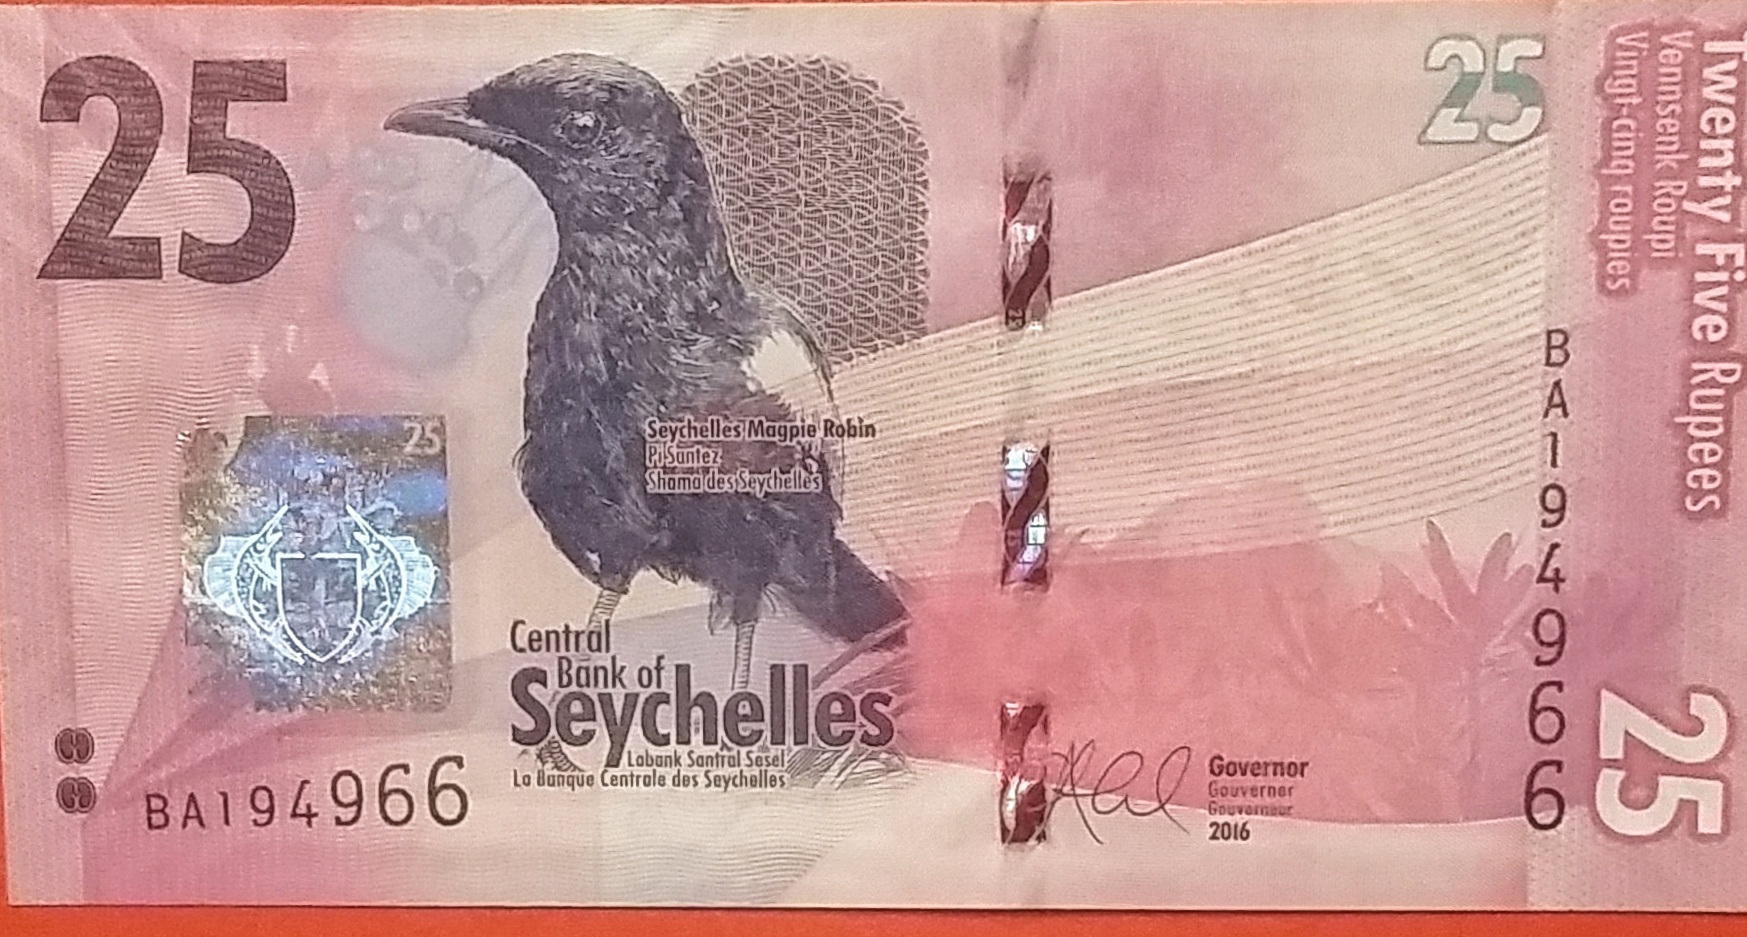 25
25
25
Seychelles Magpie Robin
Pi Santez
Shama des Seychelles
Central
Bank of
Seychelles
Labank Santral Sesel
La Banque Centrale des Seychelles
BA194966
Governor
Gouverner
Gouverneur
2016
BA194966
Twenty Five Rupees
Vennsenk Roupi
Vingt-cinq roupies
25